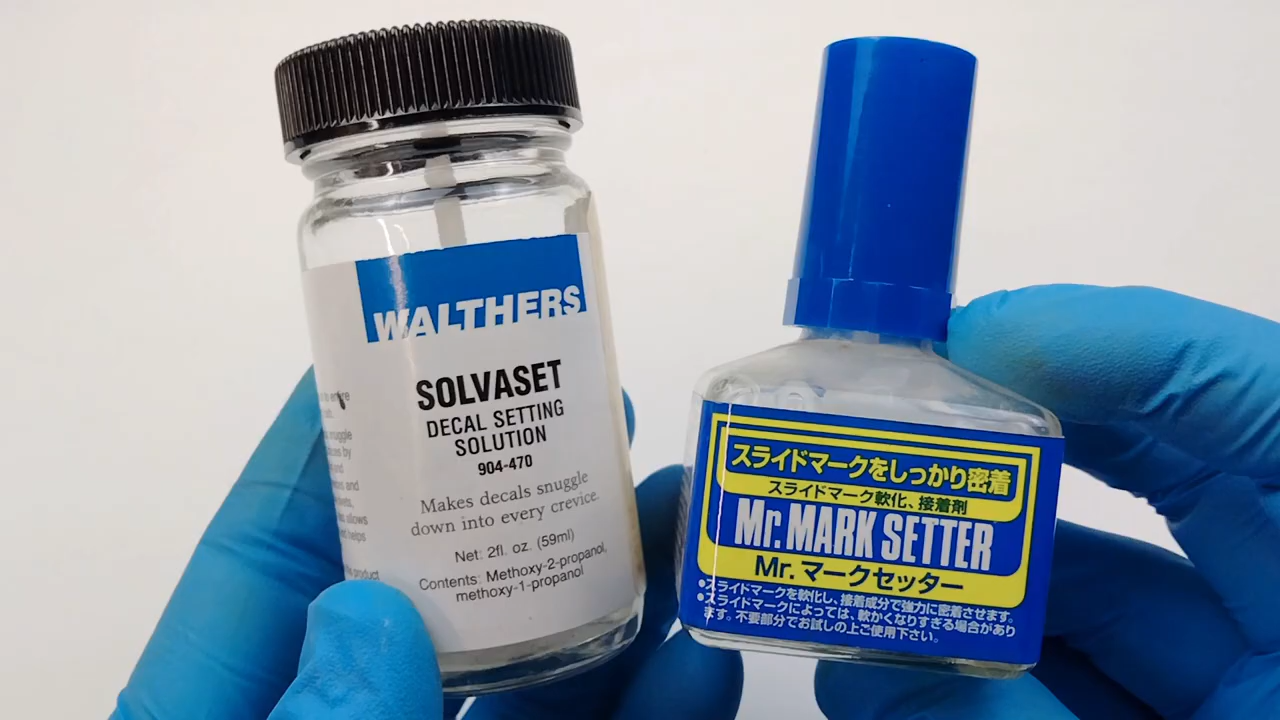 WALTHERS
SOLVASET
DECAL SETTING
SOLUTION
904-470
Makes decals snuggle
down into every crevice.
Net: 2fl. oz. (59ml)
Contents: Methoxy-2-propanol,
methoxy-1-propanol
スライドマークをしっかり密着
スライドマーク軟化、接着剤
Mr.MARK SETTER
Mr.マークセッター
●スライドマークを軟化し、接着成分で強力に密着させます。
●スライドマークによっては、軟かくなりすぎる場合があり
ます。不要部分でお試しの上ご使用下さい。